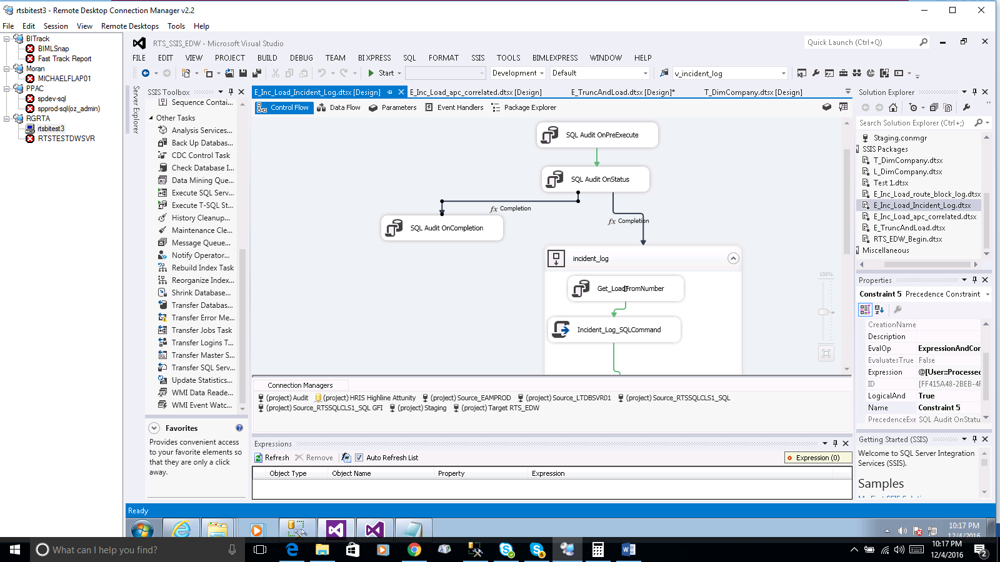 rtsbitest3 - Remote Desktop Connection Manager v2.2
File Edit Session View Remote Desktops Tools Help
BITrack
BIMLSnap
Fast Track Report
Moran
MICHAELFLAP01
PPAC
spdev-sql
spprod-sql(oz_admin)
RGRTA
rtsbitest3
RTSTESTDWSVR
RTS_SSIS_EDW - Microsoft Visual Studio
Quick Launch (Ctrl+Q)
FILE EDIT VIEW PROJECT BUILD DEBUG TEAM BI XPRESS SQL FORMAT SSIS TOOLS BIMLEXPRESS WINDOW HELP
Start Development Default v_incident_log
Server Explorer
SSIS Toolbox
Sequence Contai...
Other Tasks
Analysis Services...
Back Up Databas...
CDC Control Task
Check Database I...
Data Mining Que...
Execute SQL Serv...
Execute T-SQL St...
History Cleanup...
Maintenance Cle...
Message Queue...
Notify Operator...
Rebuild Index Task
Reorganize Index...
Shrink Database...
Transfer Databas...
Transfer Error Me...
Transfer Jobs Task
Transfer Logins T...
Transfer Master S...
Transfer SQL Serv...
Update Statistics...
WMI Data Reade...
WMI Event Watc...
Favorites
Provides convenient access
to your favorite elements so
that they are only a click
away.
E_Inc_Load_Incident_Log.dtsx [Design] E_Inc_Load_apc_correlated.dtsx [Design] E_TruncAndLoad.dtsx [Design]* T_DimCompany.dtsx [Design]
Control Flow Data Flow Parameters Event Handlers Package Explorer
SQL Audit OnPreExecute
SQL Audit OnStatus
fx Completion
fx Completion
SQL Audit OnCompletion
incident_log
Get_LoadFromNumber
Incident_Log_SQLCommand
100%
Connection Managers
(project) Audit (project) HRIS Highline Attunity (project) Source_EAMPROD (project) Source_LTDBSVR01 (project) Source_RTSSQLCLS1_SQL
(project) Source_RTSSQLCLS1_SQL GFI (project) Staging (project) Target RTS_EDW
Expressions
Refresh Remove Auto Refresh List Expression (0)
Object Type Object Name Property Expression
Solution Explorer
Search Solution Explorer (Ctrl+;)
Staging.conmgr
SSIS Packages
T_DimCompany.dtsx
L_DimCompany.dtsx
Test 1.dtsx
E_Inc_Load_route_block_log.dtsx
E_Inc_Load_Incident_Log.dtsx
E_Inc_Load_apc_correlated.dtsx
E_TruncAndLoad.dtsx
RTS_EDW_Begin.dtsx
Miscellaneous
Properties
Constraint 5 Precedence Constraint
CreationName
Description
EvalOp ExpressionAndCor
EvaluatesTrue False
Expression @[User::Processed
ID {FF415A48-2BEB-4F
LogicalAnd True
Name Constraint 5
PrecedenceExe SQL Audit OnStatu
Getting Started (SSIS)
Welcome to SQL Server Integration
Services (SSIS).
Samples
Ready
10:17 PM
12/4/2016
What can I help you find?
6
10:17 PM
12/4/2016
2